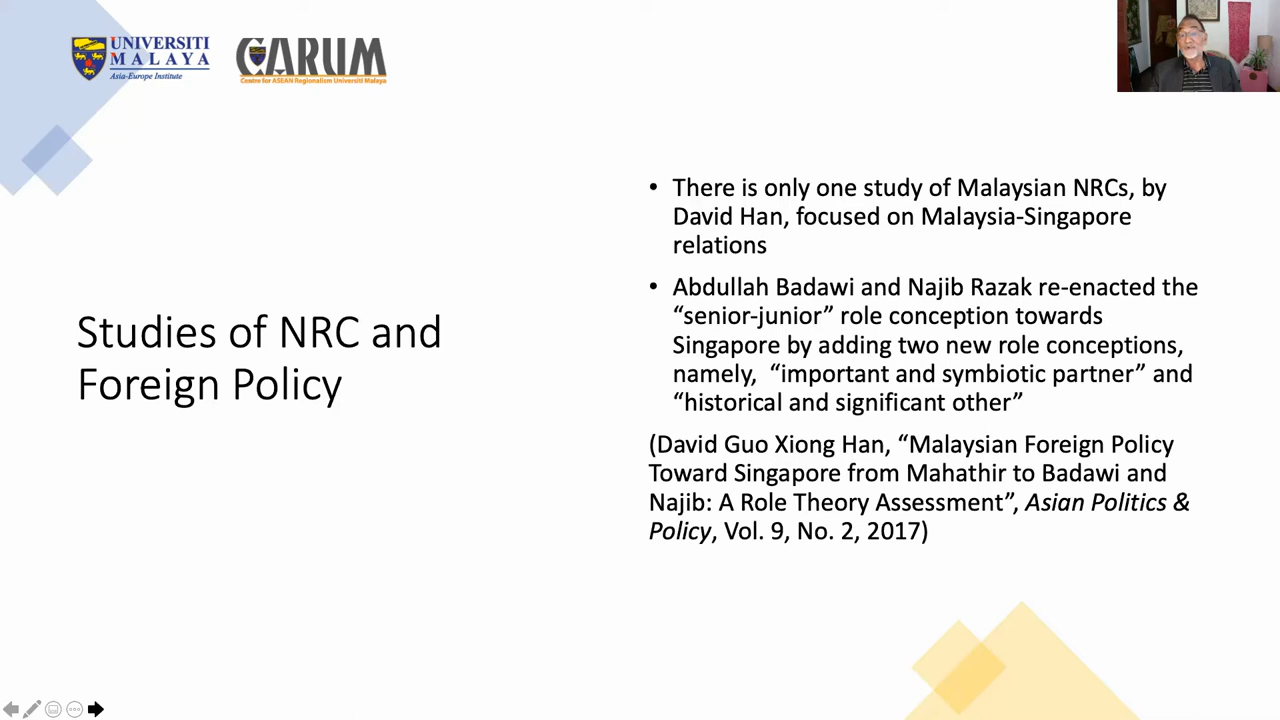 UNIVERSITI
MALAYA
Asia-Europe Institute
CARUM
Centre for ASEAN Regionalism Universiti Malaya
Studies of NRC and
Foreign Policy
• There is only one study of Malaysian NRCs, by
David Han, focused on Malaysia-Singapore
relations
• Abdullah Badawi and Najib Razak re-enacted the
“senior-junior” role conception towards
Singapore by adding two new role conceptions,
namely, “important and symbiotic partner” and
“historical and significant other”
(David Guo Xiong Han, “Malaysian Foreign Policy
Toward Singapore from Mahathir to Badawi and
Najib: A Role Theory Assessment”, Asian Politics &
Policy, Vol. 9, No. 2, 2017)